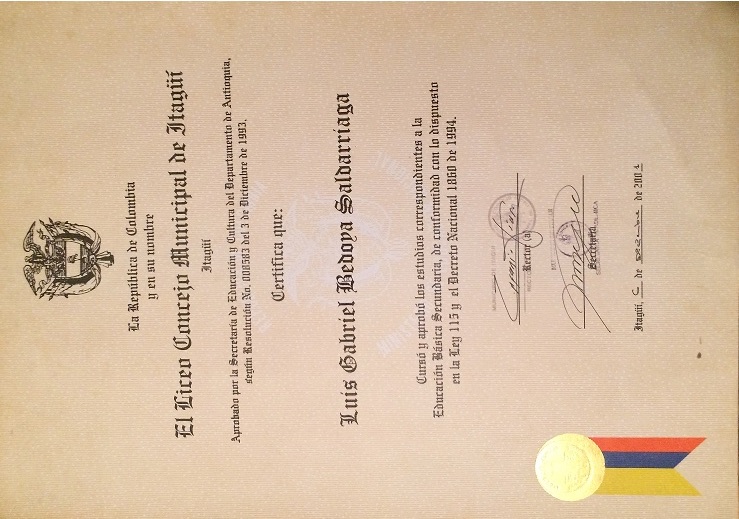 La República de Colombia
y en su nombre
El Liceo Concejo Municipal de Itagüí
Itagüí
Aprobado por la Secretaría de Educación y Cultura del Departamento de Antioquia,
según Resolución No. 000583 del 3 de Diciembre de 1993.
Certifica que:
Luis Gabriel Bedoya Saldarriaga
Cursó y aprobó los estudios correspondientes a la
Educación Básica Secundaria, de conformidad con lo dispuesto
en la Ley 115 y el Decreto Nacional 1860 de 1994.
Rector(a)
Secretaria
Itagüí, de de 200